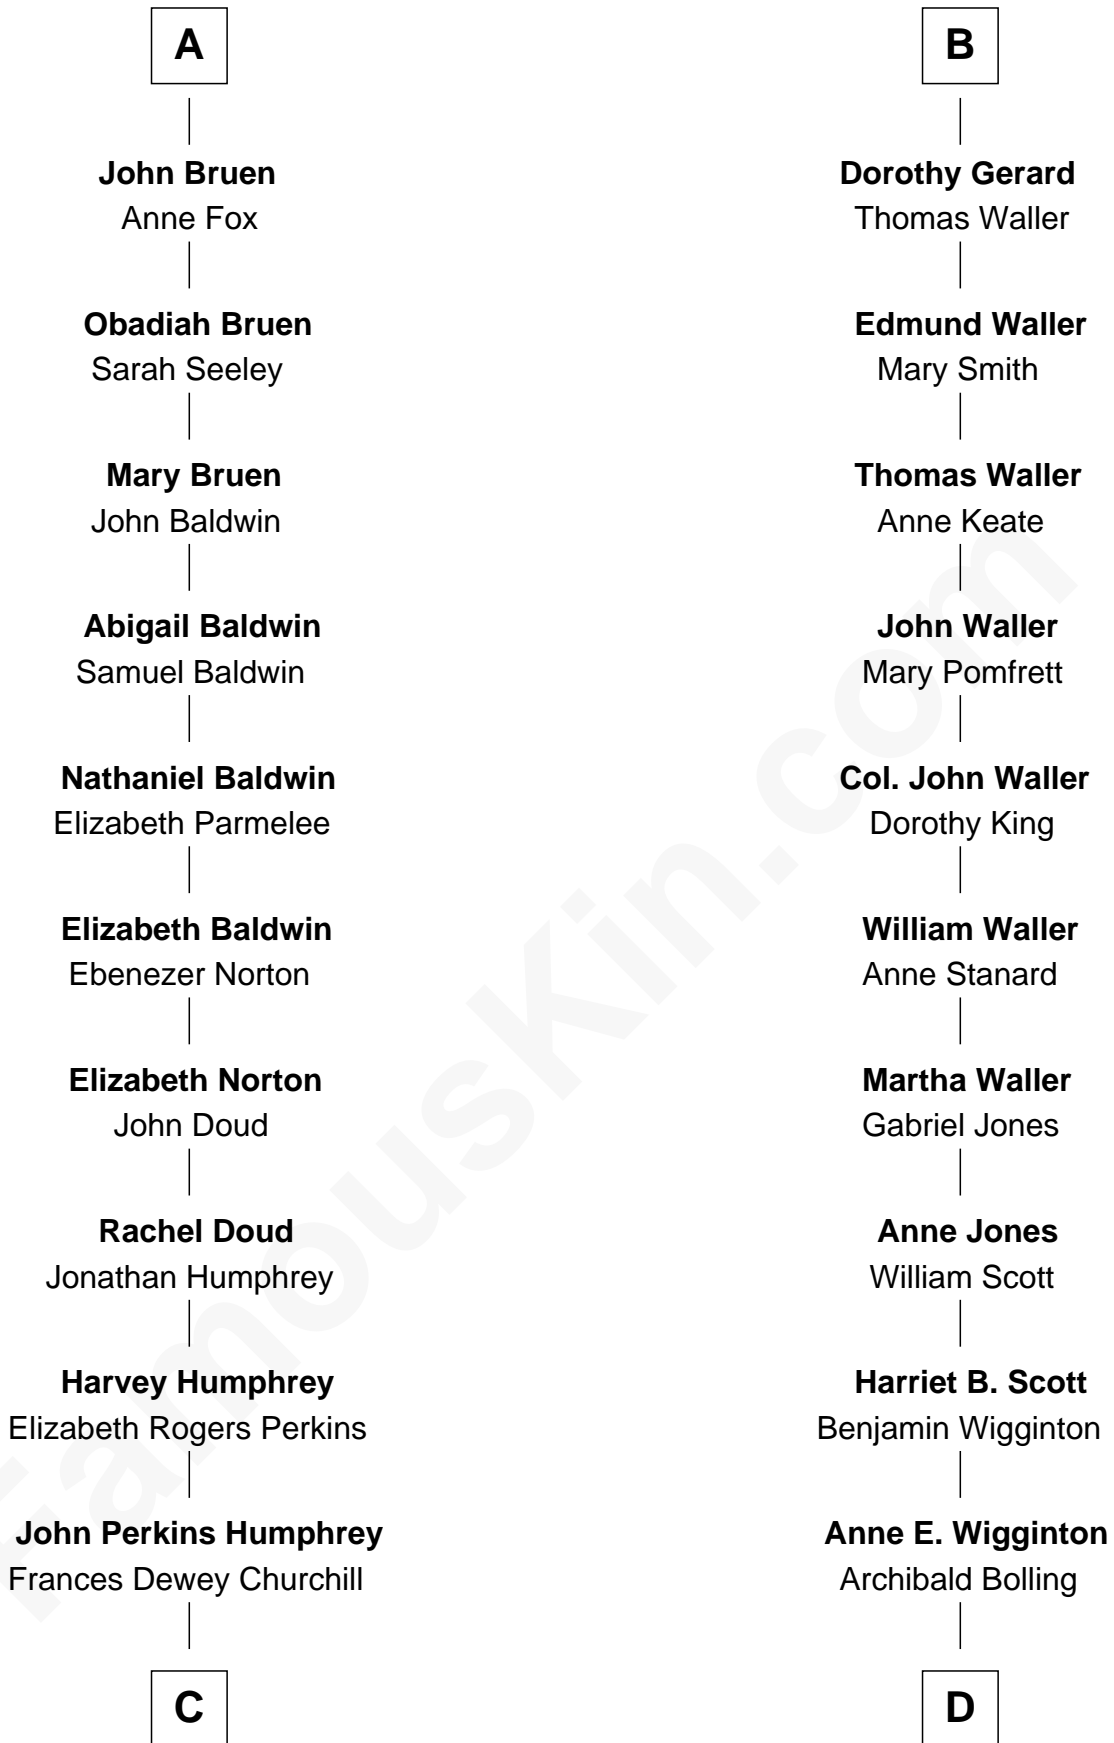 A
John Bruen
Anne Fox
Obadiah Bruen
Sarah Seeley
Mary Bruen
John Baldwin
Abigail Baldwin
Samuel Baldwin
Nathaniel Baldwin
Elizabeth Parmelee
Elizabeth Baldwin
Ebenezer Norton
Elizabeth Norton
John Doud
Rachel Doud
Jonathan Humphrey
Harvey Humphrey
Elizabeth Rogers Perkins
John Perkins Humphrey
Frances Dewey Churchill
C
B
Dorothy Gerard
Thomas Waller
Edmund Waller
Mary Smith
Thomas Waller
Anne Keate
John Waller
Mary Pomfrett
Col. John Waller
Dorothy King
William Waller
Anne Stanard
Martha Waller
Gabriel Jones
Anne Jones
William Scott
Harriet B. Scott
Benjamin Wigginton
Anne E. Wigginton
Archibald Bolling
D
FamousKin.com